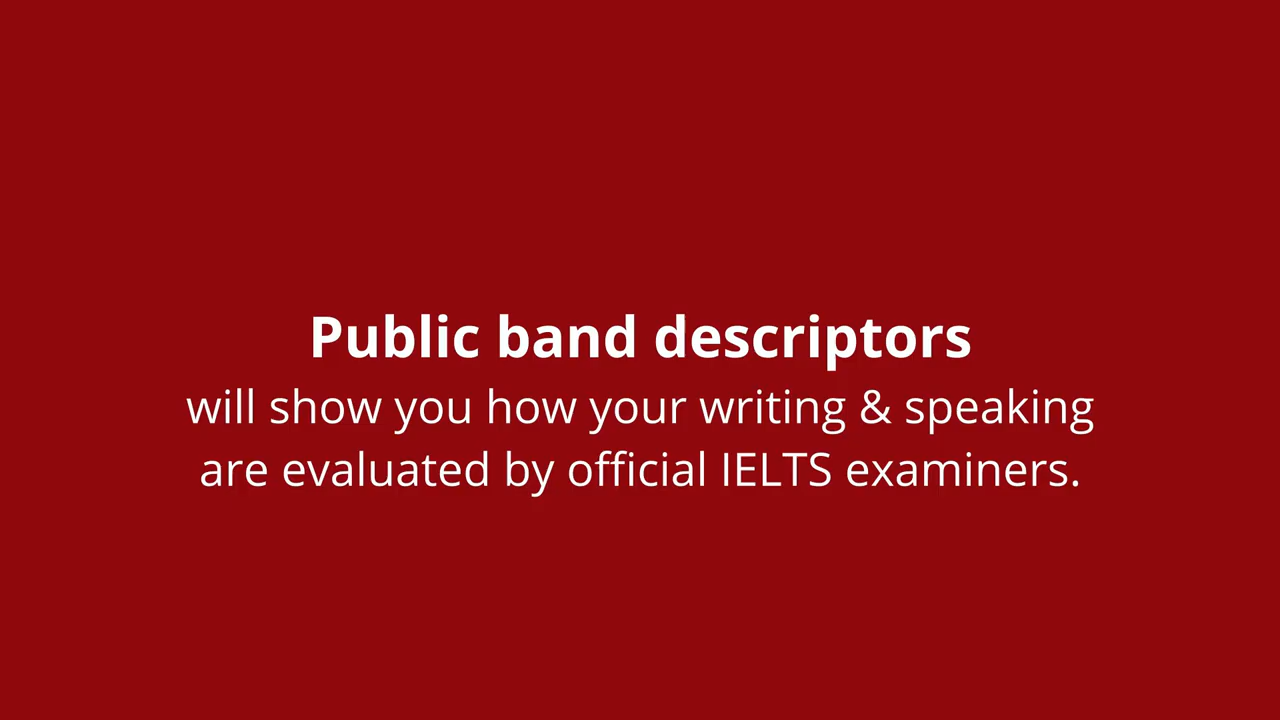 Public band descriptors
will show you how your writing & speaking
are evaluated by official IELTS examiners.